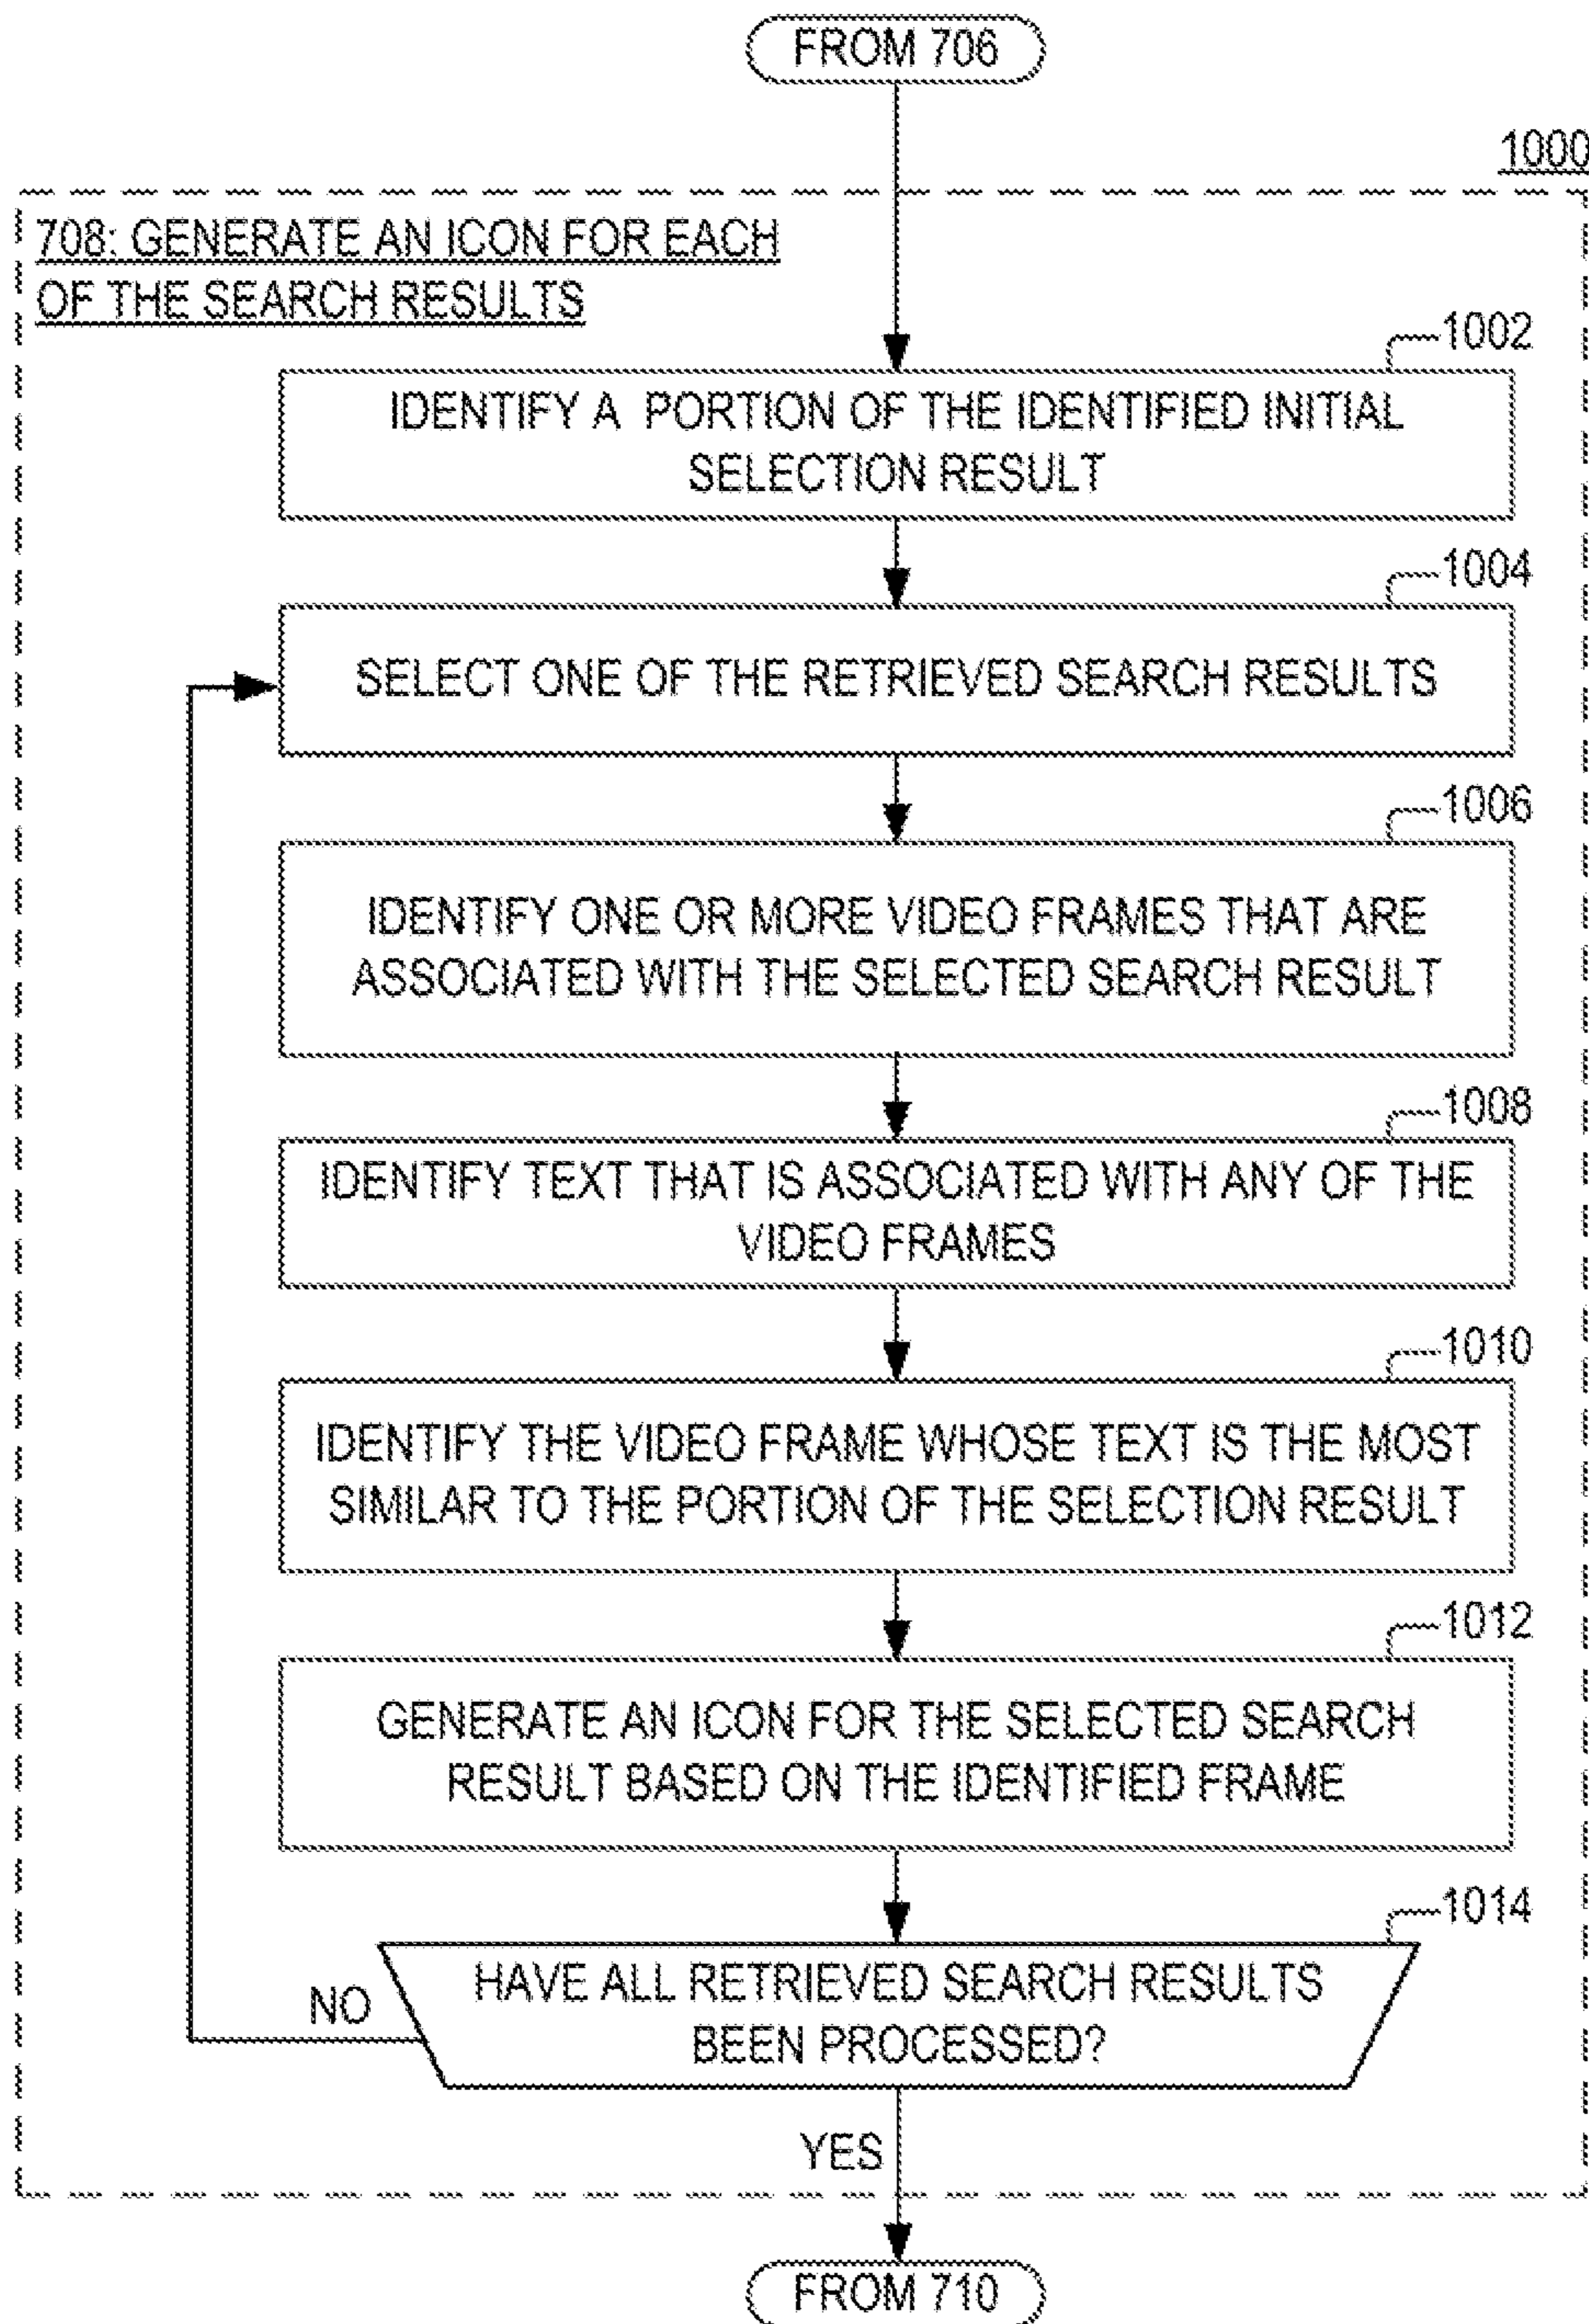 FROM 706
1000
708: GENERATE AN ICON FOR EACH
OF THE SEARCH RESULTS
1002
IDENTIFY A PORTION OF THE IDENTIFIED INITIAL
SELECTION RESULT
1004
SELECT ONE OF THE RETRIEVED SEARCH RESULTS
1006
IDENTIFY ONE OR MORE VIDEO FRAMES THAT ARE
ASSOCIATED WITH THE SELECTED SEARCH RESULT
1008
IDENTIFY TEXT THAT IS ASSOCIATED WITH ANY OF THE
VIDEO FRAMES
1010
IDENTIFY THE VIDEO FRAME WHOSE TEXT IS THE MOST
SIMILAR TO THE PORTION OF THE SELECTION RESULT
1012
GENERATE AN ICON FOR THE SELECTED SEARCH
RESULT BASED ON THE IDENTIFIED FRAME
1014
HAVE ALL RETRIEVED SEARCH RESULTS
BEEN PROCESSED?
NO
YES
FROM 710